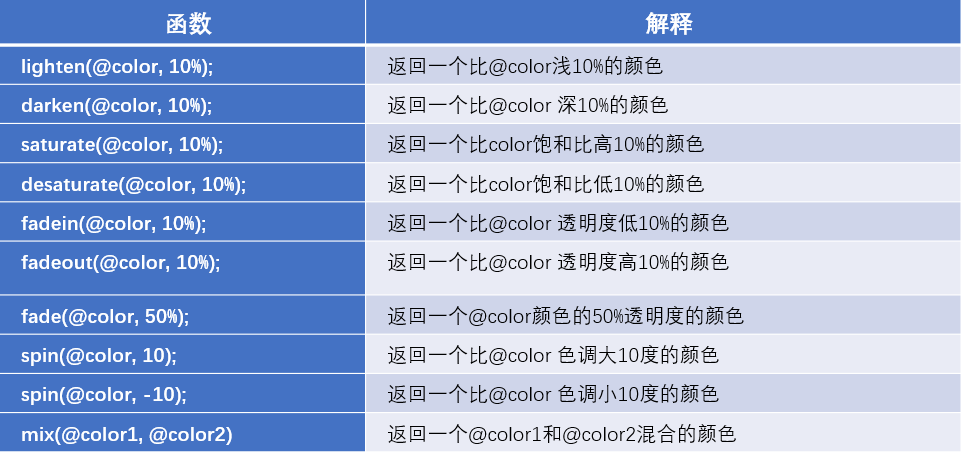 函数 解释
lighten(@color, 10%); 返回一个比@color浅10%的颜色
darken(@color, 10%); 返回一个比@color 深10%的颜色
saturate(@color, 10%); 返回一个比color饱和比高10%的颜色
desaturate(@color, 10%); 返回一个比color饱和比低10%的颜色
fadein(@color, 10%); 返回一个比@color 透明度低10%的颜色
fadeout(@color, 10%); 返回一个比@color 透明度高10%的颜色
fade(@color, 50%); 返回一个@color颜色的50%透明度的颜色
spin(@color, 10); 返回一个比@color 色调大10度的颜色
spin(@color, -10); 返回一个比@color 色调小10度的颜色
mix(@color1, @color2) 返回一个@color1和@color2混合的颜色